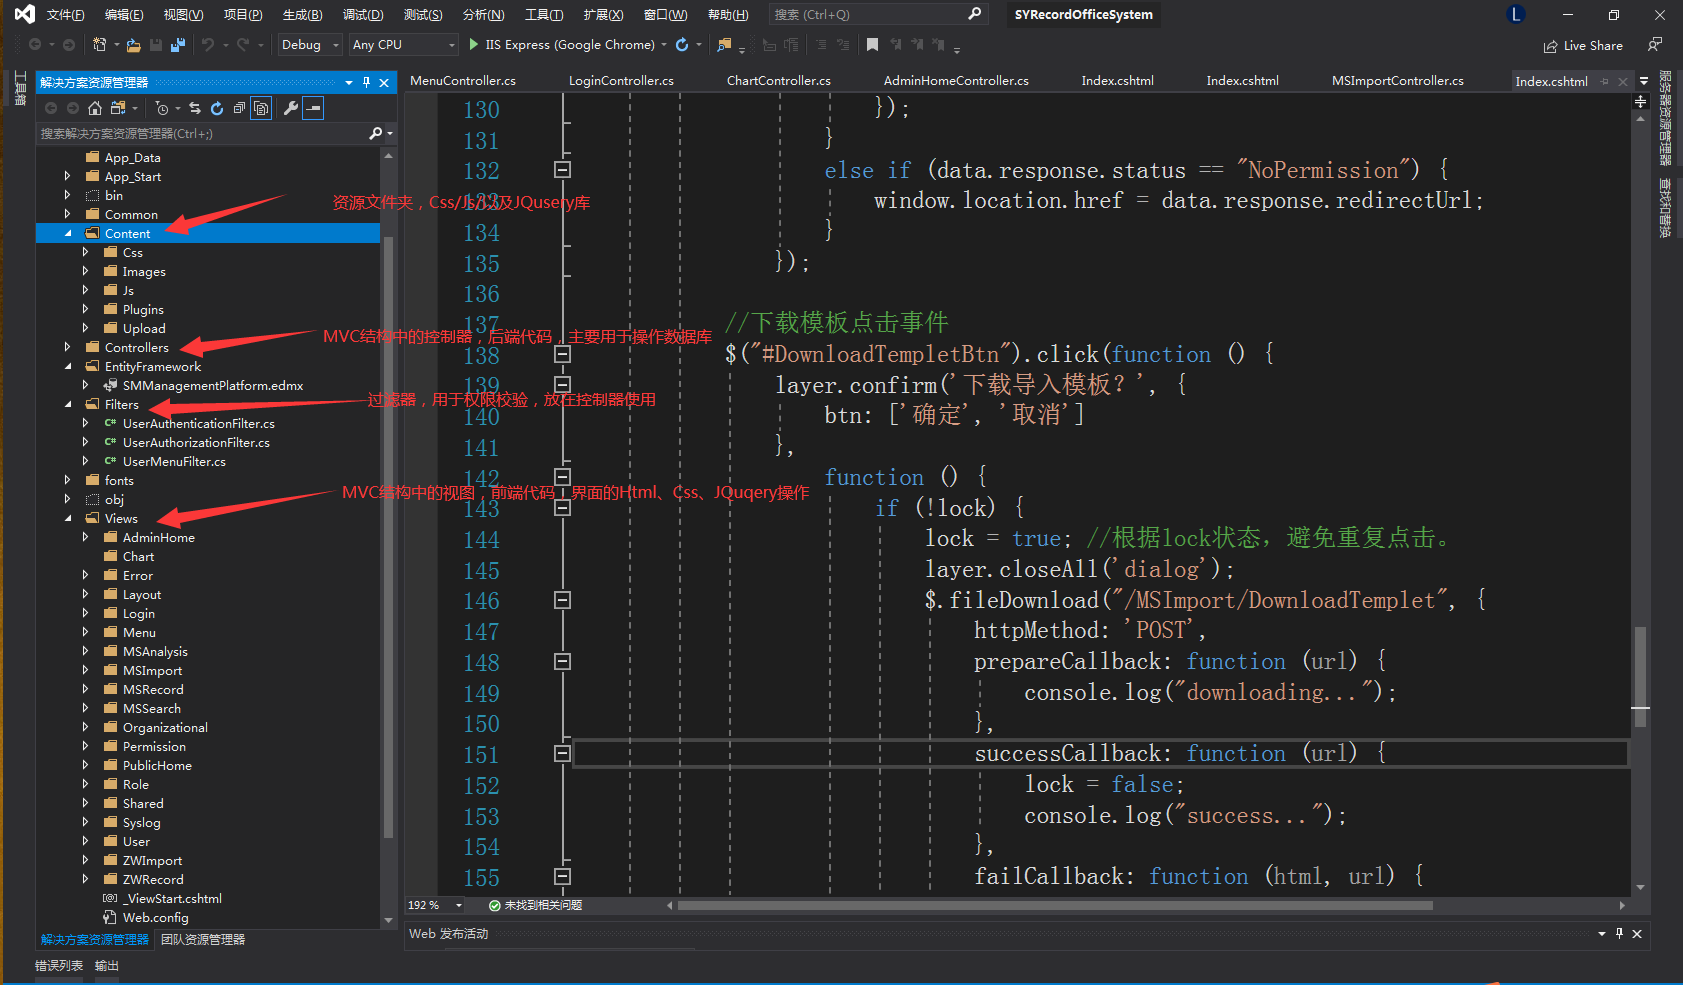 文件(F) 编辑(E) 视图(V) 项目(P) 生成(B) 调试(D) 测试(S) 分析(N) 工具(T) 扩展(X) 窗口(W) 帮助(H) 搜索 (Ctrl+Q) SYRecordOfficeSystem L
Debug Any CPU IIS Express (Google Chrome) Live Share
工具箱
解决方案资源管理器
搜索解决方案资源管理器(Ctrl+;)
App_Data
App_Start
bin
Common
Content
Css
Images
Js
Plugins
Upload
Controllers
EntityFramework
SMManagementPlatform.edmx
Filters
UserAuthenticationFilter.cs
UserAuthorizationFilter.cs
UserMenuFilter.cs
fonts
obj
Views
AdminHome
Chart
Error
Layout
Login
Menu
MSAnalysis
MSImport
MSRecord
MSSearch
Organizational
Permission
PublicHome
Role
Shared
Syslog
User
ZWImport
ZWRecord
_ViewStart.cshtml
Web.config
解决方案资源管理器 团队资源管理器
错误列表 输出
资源文件夹，Css/Js以及JQusery库
MVC结构中的控制器，后端代码，主要用于操作数据库
过滤器，用于权限校验，放在控制器使用
MVC结构中的视图，前端代码，界面的Html、Css、JQuqery操作
MenuController.cs LoginController.cs ChartController.cs AdminHomeController.cs Index.cshtml Index.cshtml MSImportController.cs Index.cshtml
130 });
131 }
132 else if (data.response.status == "NoPermission") {
133 window.location.href = data.response.redirectUrl;
134 }
135 });
136
137 //下载模板点击事件
138 $("#DownloadTempletBtn").click(function () {
139 layer.confirm('下载导入模板？', {
140 btn: ['确定', '取消']
141 },
142 function () {
143 if (!lock) {
144 lock = true; //根据lock状态，避免重复点击。
145 layer.closeAll('dialog');
146 $.fileDownload("/MSImport/DownloadTemplet", {
147 httpMethod: 'POST',
148 prepareCallback: function (url) {
149 console.log("downloading...");
150 },
151 successCallback: function (url) {
152 lock = false;
153 console.log("success...");
154 },
155 failCallback: function (html, url) {
192 % 未找到相关问题
Web 发布活动
服务器资源管理器
查找和替换